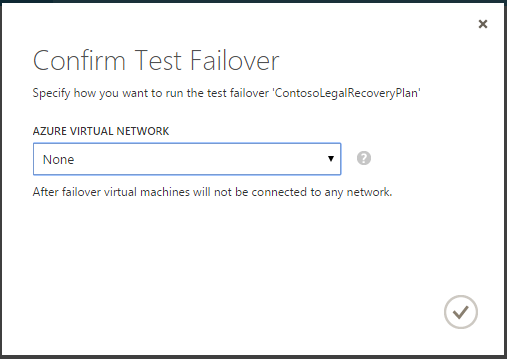 Confirm Test Failover
Specify how you want to run the test failover 'ContosoLegalRecoveryPlan'
AZURE VIRTUAL NETWORK
None
?
After failover virtual machines will not be connected to any network.